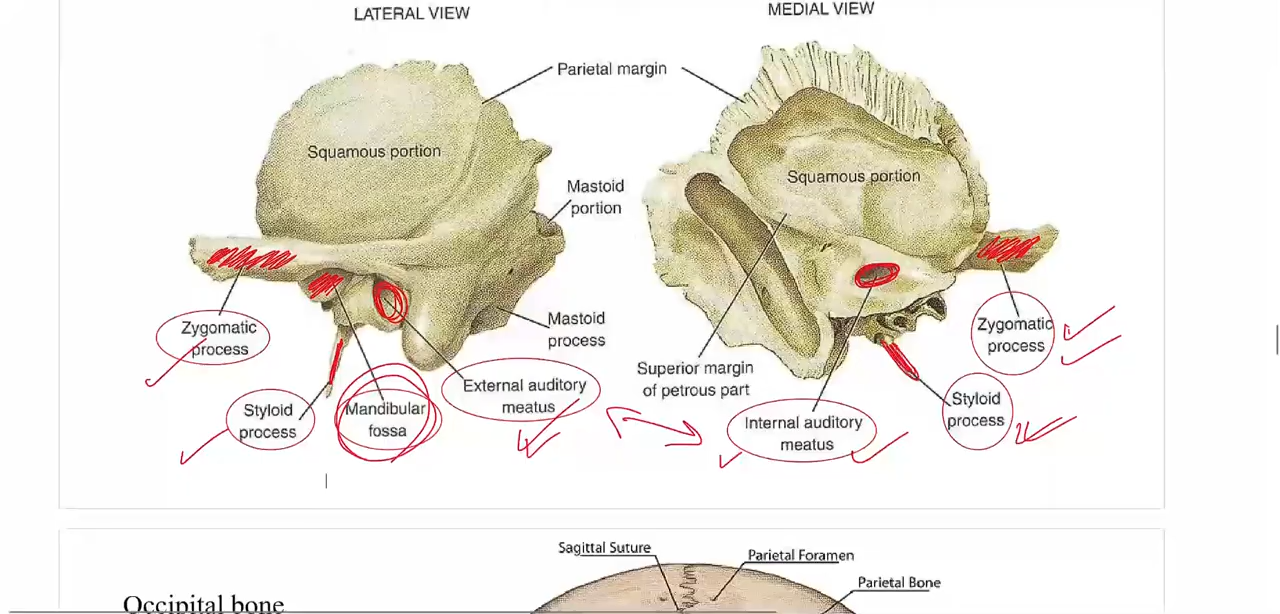 LATERAL VIEW
MEDIAL VIEW
Parietal margin
Squamous portion
Squamous portion
Mastoid
portion
Zygomatic
process
Mastoid
process
Zygomatic
process
Superior margin
of petrous part
External auditory
meatus
Styloid
process
Mandibular
fossa
Internal auditory
meatus
Styloid
process
Sagittal Suture
Parietal Foramen
Parietal Bone
Occipital bone